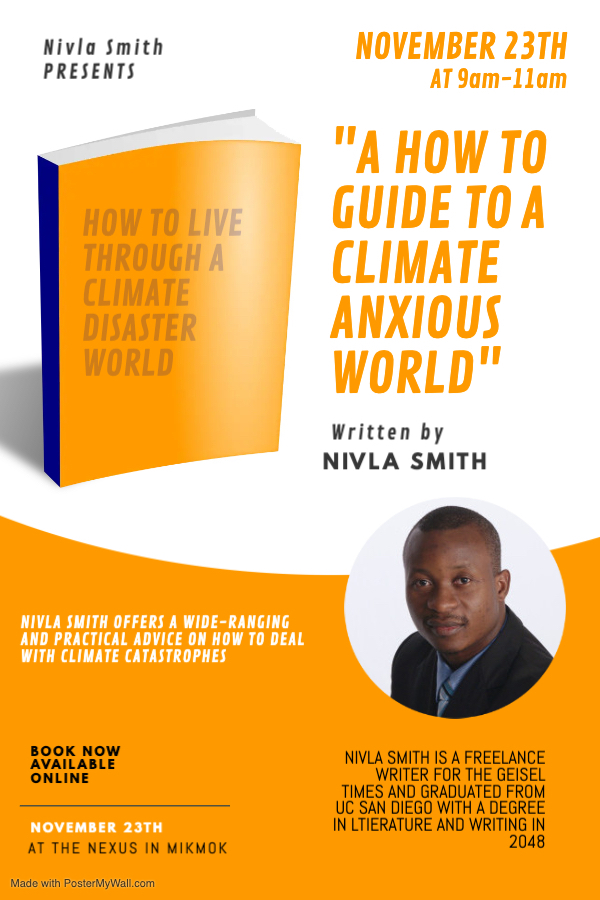 Nivla Smith
PRESENTS
NOVEMBER 23TH
AT 9am-11am
HOW TO LIVE
THROUGH A
CLIMATE
DISASTER
WORLD
"A HOW TO
GUIDE TO A
CLIMATE
ANXIOUS
WORLD"
Written by
NIVLA SMITH
NIVLA SMITH OFFERS A WIDE-RANGING
AND PRACTICAL ADVICE ON HOW TO DEAL
WITH CLIMATE CATASTROPHES
BOOK NOW
AVAILABLE
ONLINE
NOVEMBER 23TH
AT THE NEXUS IN MIKMOK
NIVLA SMITH IS A FREELANCE
WRITER FOR THE GEISEL
TIMES AND GRADUATED FROM
UC SAN DIEGO WITH A DEGREE
IN LTIERATURE AND WRITING IN
2048
Made with PosterMyWall.com